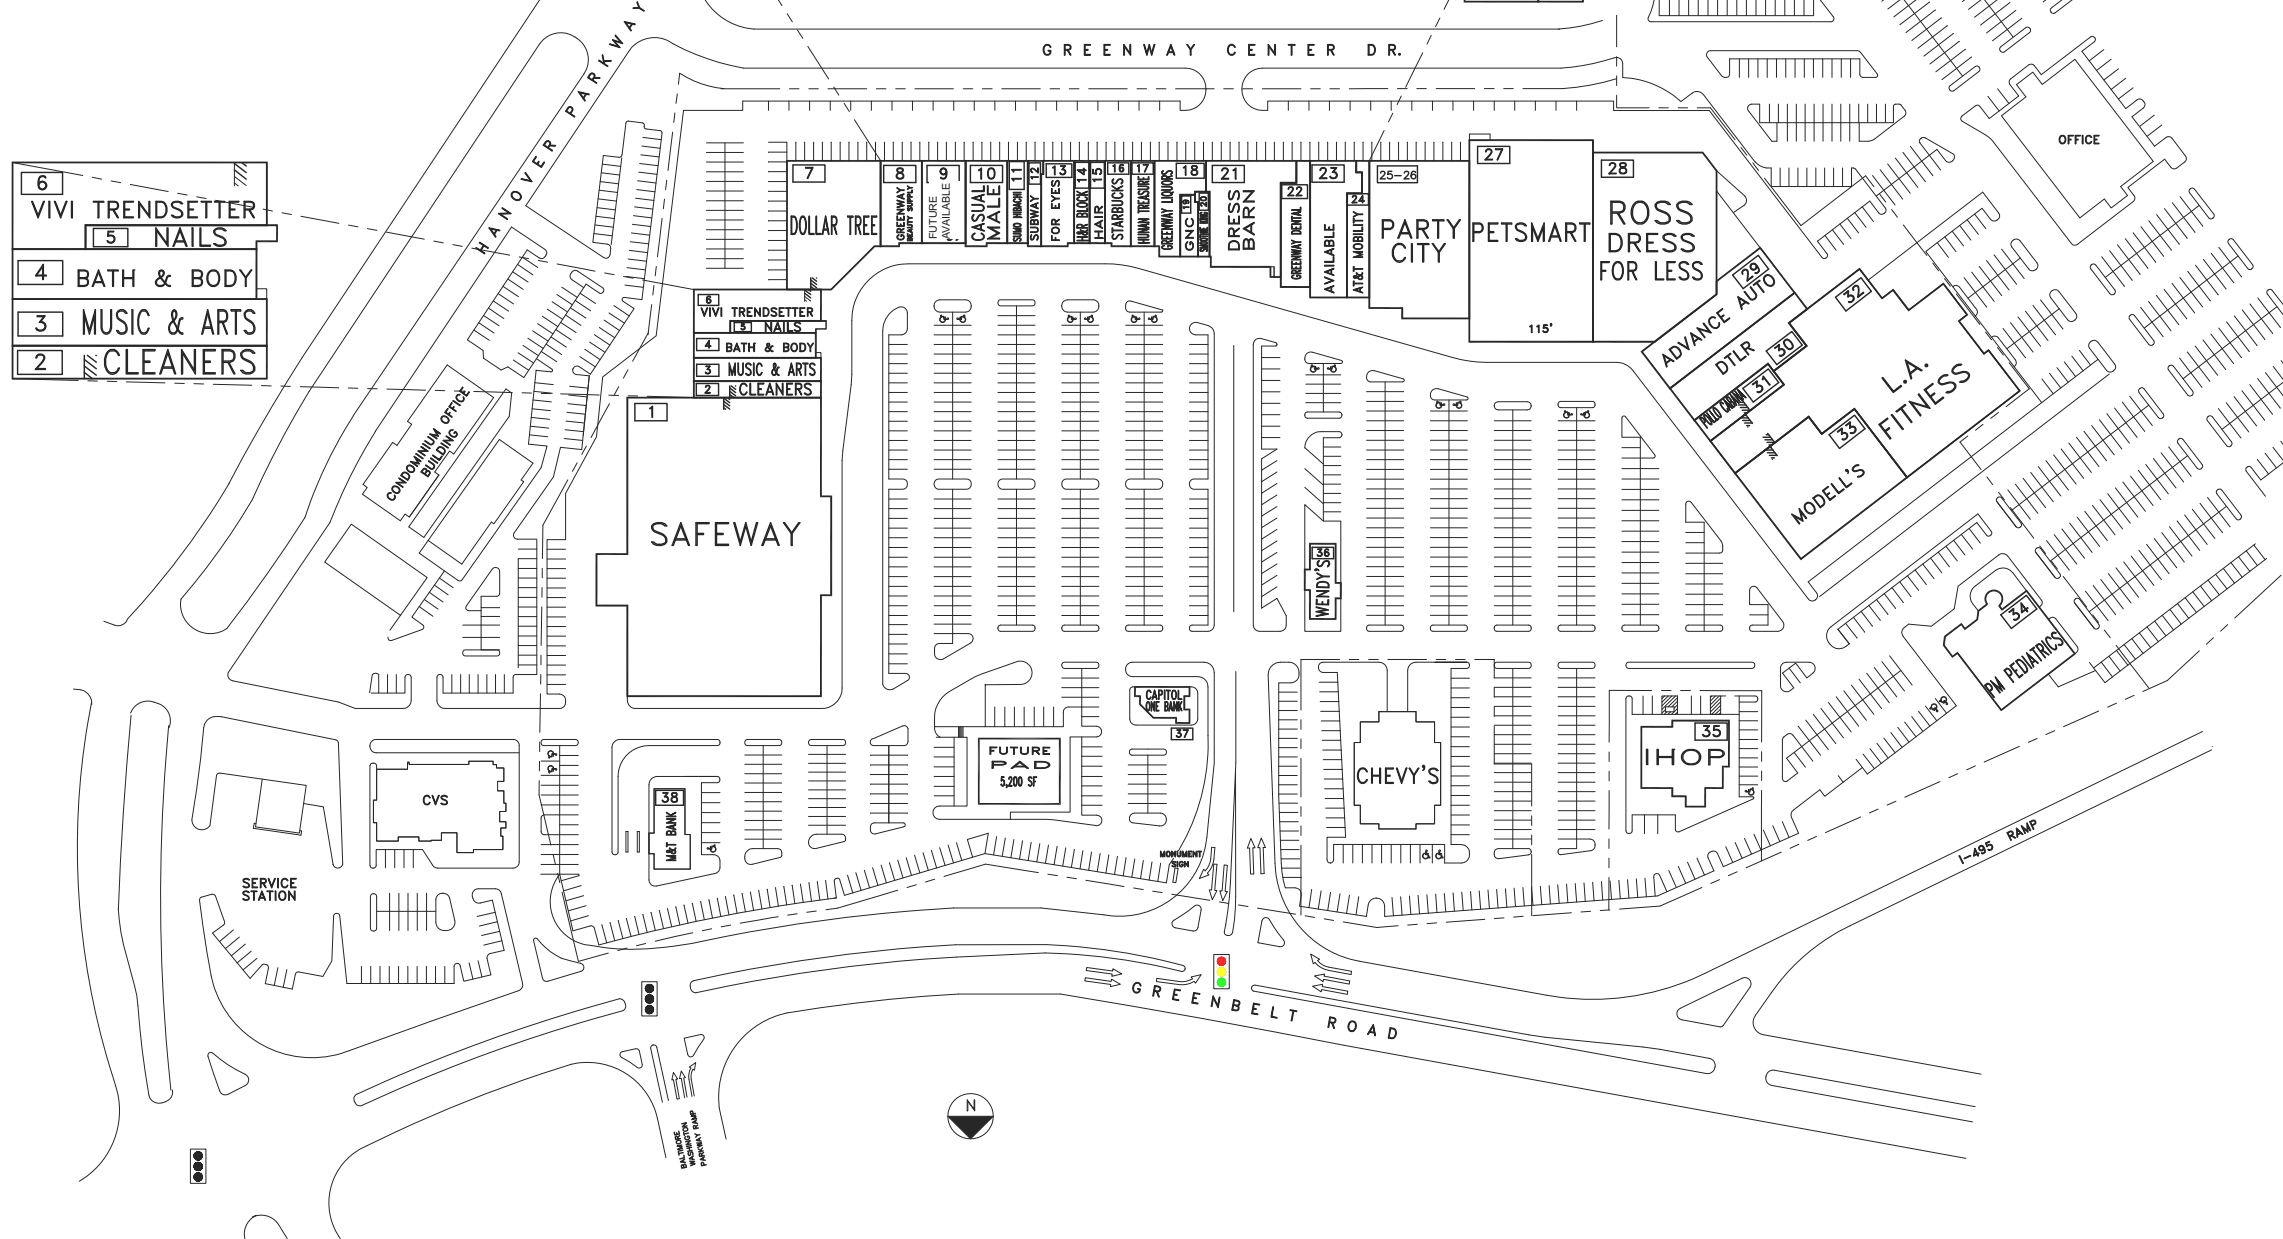 GREENWAY CENTER DR.
HANOVER PARKWAY
OFFICE
6
VIVI TRENDSETTER
5 NAILS
4 BATH & BODY
3 MUSIC & ARTS
2 CLEANERS
7
DOLLAR TREE
8
GREENWAY
BEAUTY SUPPLY
9
FUTURE
AVAILABLE
10
CASUAL
MALE
11
SUMO HIBACHI
12
SUBWAY
13
FOR EYES
14
H&R BLOCK
15
HAIR
16
STARBUCKS
17
HUNAN TREASURE
18
GREENWAY LIQUORS
19
GNC
20
SMOOTHIE KING
21
DRESS
BARN
22
GREENWAY DENTAL
23
AVAILABLE
24
AT&T MOBILITY
25-26
PARTY
CITY
27
PETSMART
115'
28
ROSS
DRESS
FOR LESS
29
ADVANCE AUTO
30
DTLR
31
POLLO CABANA
32
L.A.
FITNESS
33
MODELL'S
6
VIVI TRENDSETTER
5 NAILS
4 BATH & BODY
3 MUSIC & ARTS
2 CLEANERS
1
SAFEWAY
CONDOMINIUM OFFICE
BUILDING
36
WENDY'S
34
PM PEDIATRICS
CAPITOL
ONE BANK
37
FUTURE
PAD
5,200 SF
CHEVY'S
35
IHOP
CVS
38
M&T BANK
SERVICE
STATION
MONUMENT
SIGN
I-495 RAMP
GREENBELT ROAD
N
BALTIMORE
WASHINGTON
PARKWAY RAMP